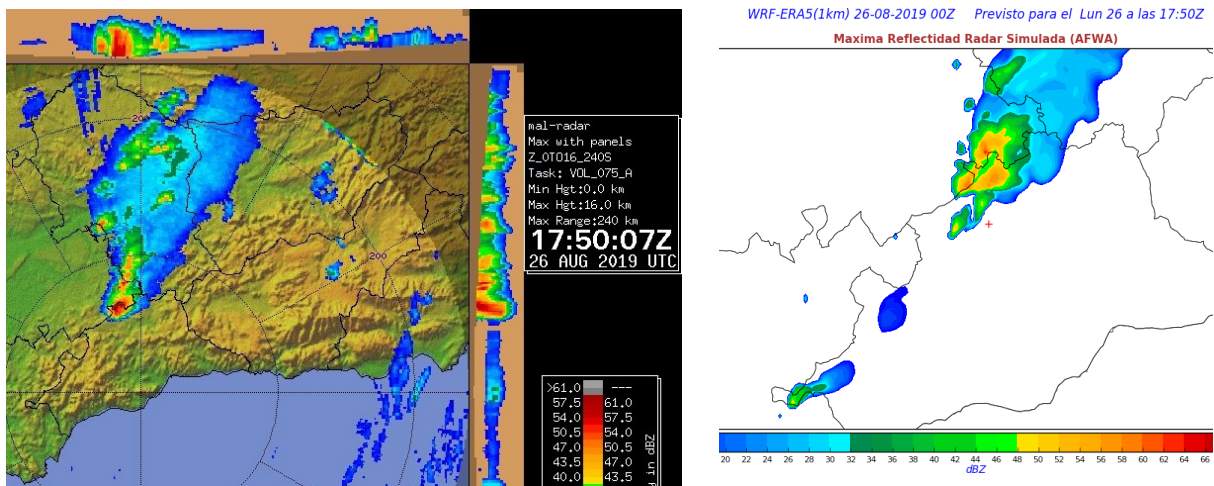 200
200
mal-radar
Max with panels
Z_OTO16_240S
Task: VOL_075_A
Min Hgt:0.0 km
Max Hgt:16.0 km
Max Range:240 km
17:50:07Z
26 AUG 2019 UTC
>61.0 ---
57.5 61.0
54.0 57.5
50.5 54.0
47.0 50.5
43.5 47.0
40.0 43.5
in dBZ
WRF-ERA5(1km) 26-08-2019 00Z Previsto para el Lun 26 a las 17:50Z
Maxima Reflectidad Radar Simulada (AFWA)
20 22 24 26 28 30 32 34 36 38 40 42 44 46 48 50 52 54 56 58 60 62 64 66
dBZ